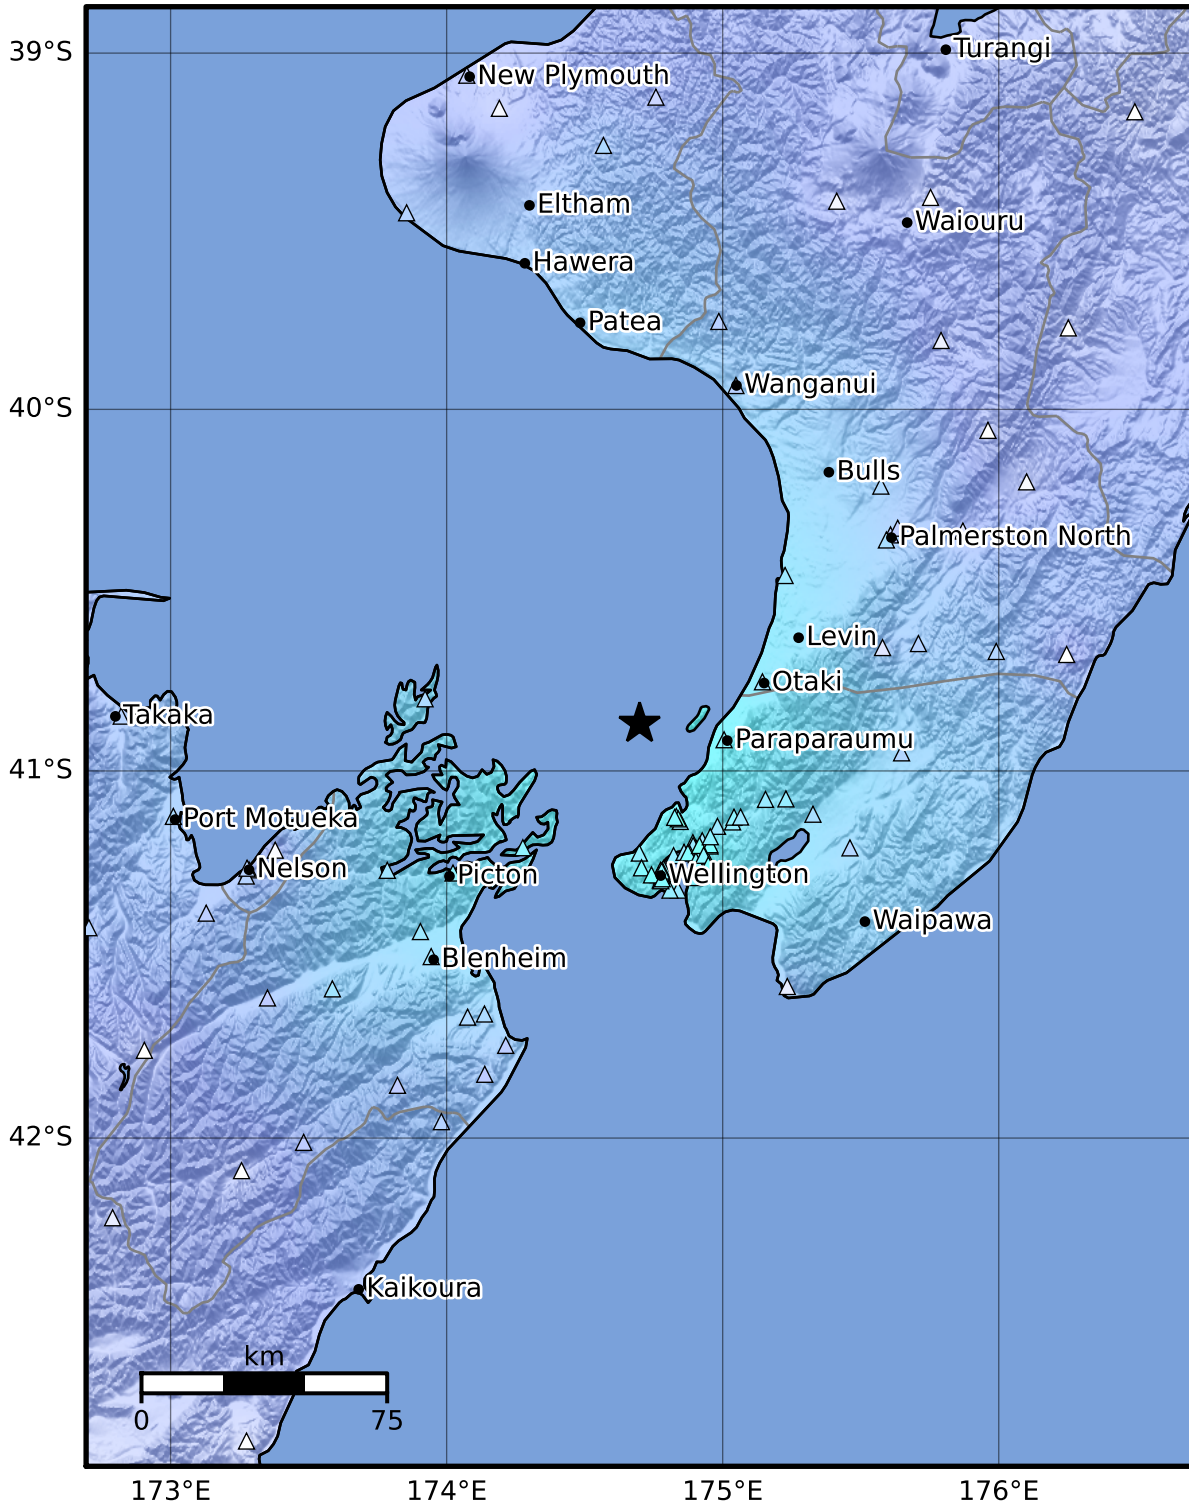 39°S
Turangi
New Plymouth
Eltham
Waiouru
Hawera
Patea
Wanganui
40°S
Bulls
Palmerston North
Levin
Otaki
Takaka
Paraparaumu
41°S
Port Motueka
Nelson
Picton
Wellington
Waipawa
Blenheim
42°S
Kaikoura
km
0
75
173°E
174°E
175°E
176°E